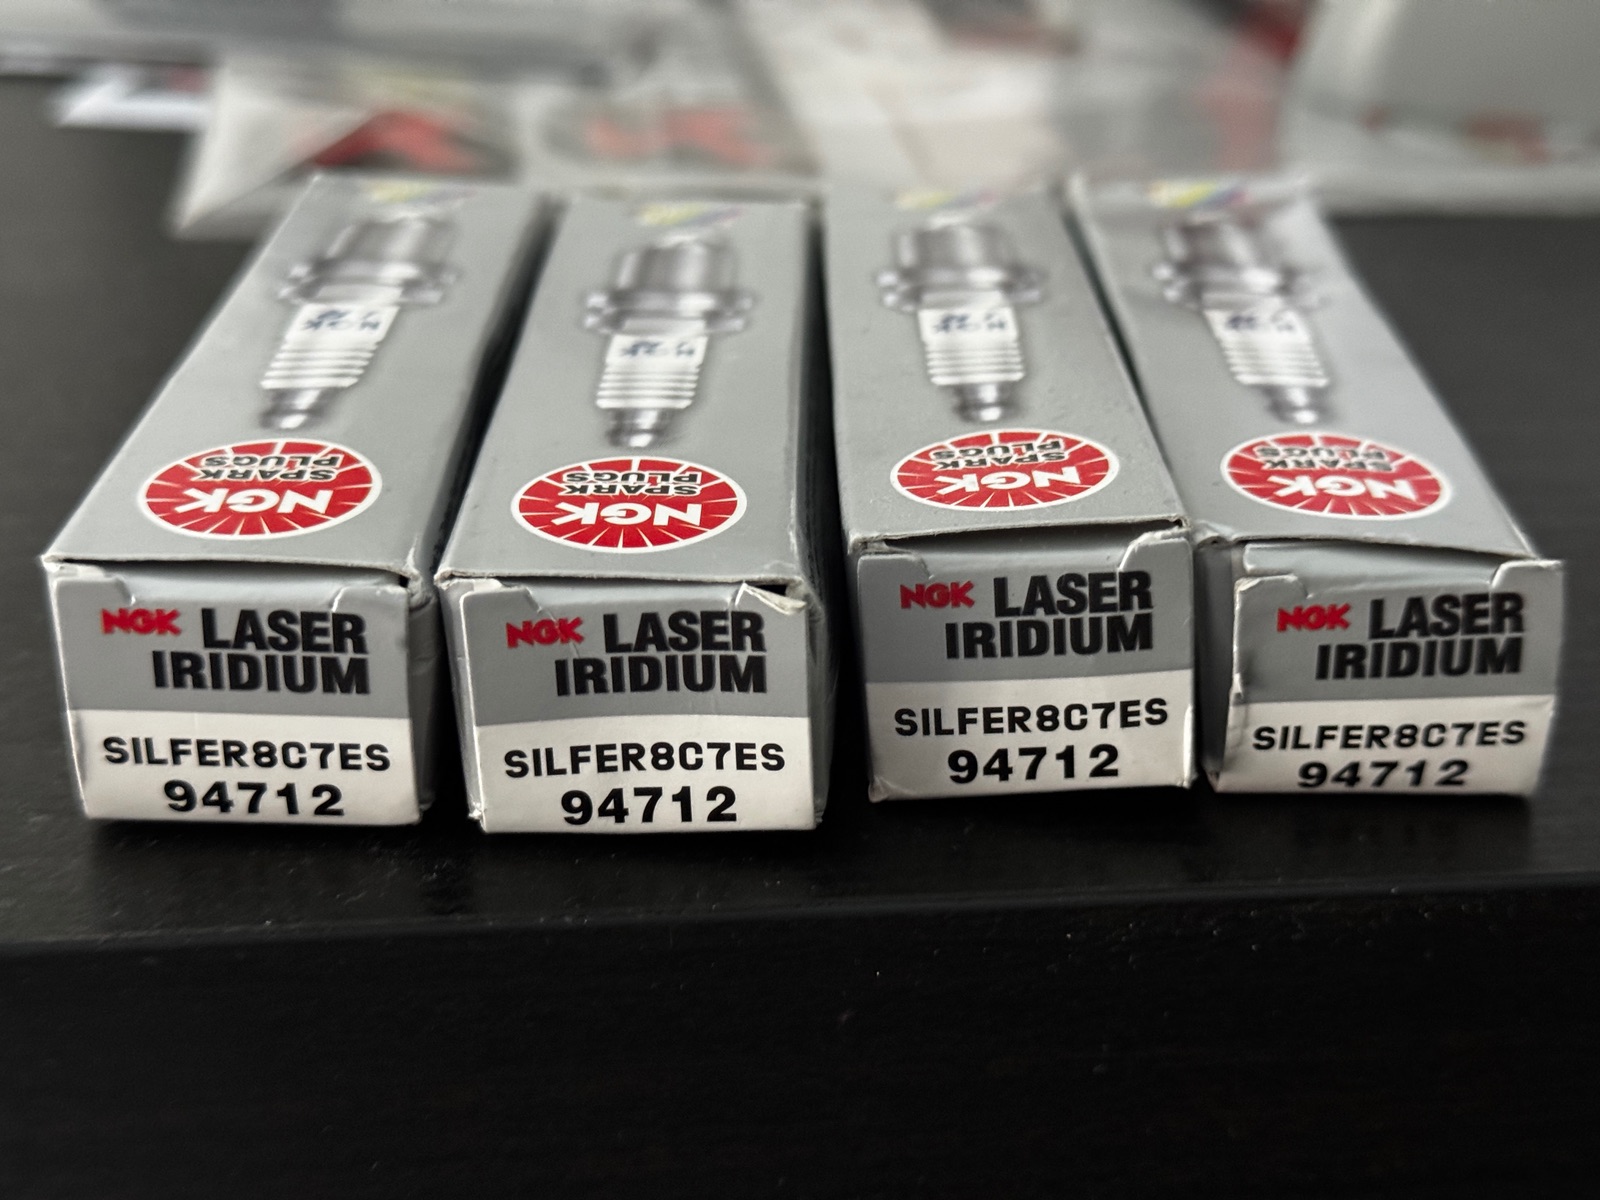 NGK
SPARK
PLUGS
NGK LASER
IRIDIUM
SILFER8C7ES
94712
NGK
SPARK
PLUGS
NGK LASER
IRIDIUM
SILFER8C7ES
94712
NGK
SPARK
PLUGS
NGK LASER
IRIDIUM
SILFER8C7ES
94712
NGK
SPARK
PLUGS
NGK LASER
IRIDIUM
SILFER8C7ES
94712